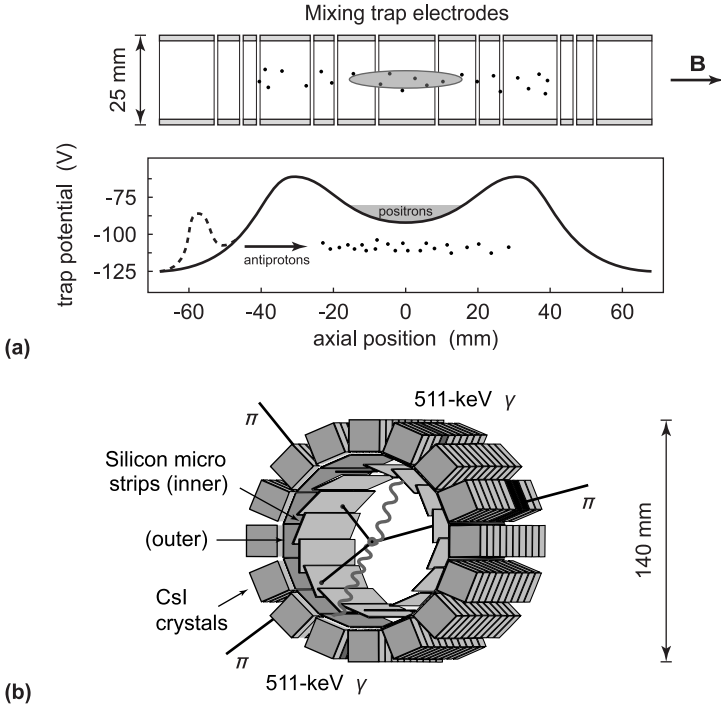 Mixing trap electrodes
25 mm
B
trap potential (V)
-75
-100
-125
positrons
antiprotons
-60
-40
-20
0
20
40
60
axial position (mm)
(a)
511-keV γ
π
Silicon micro
strips (inner)
π
(outer)
140 mm
CsI
crystals
π
511-keV γ
(b)